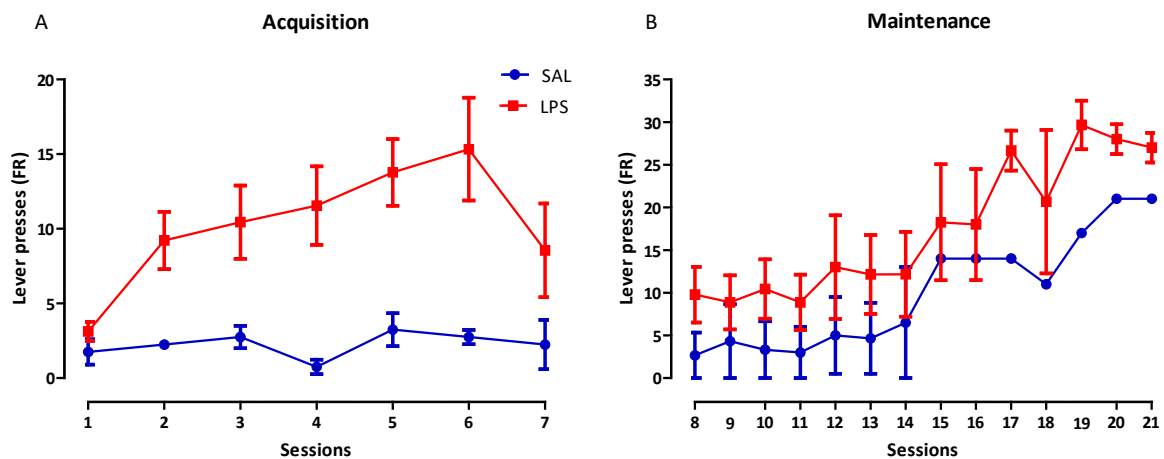 A
Acquisition
20
15
10
5
0
Lever presses (FR)
SAL
LPS
1 2 3 4 5 6 7
Sessions
B
Maintenance
35
30
25
20
15
10
5
0
Lever presses (FR)
8 9 10 11 12 13 14 15 16 17 18 19 20 21
Sessions